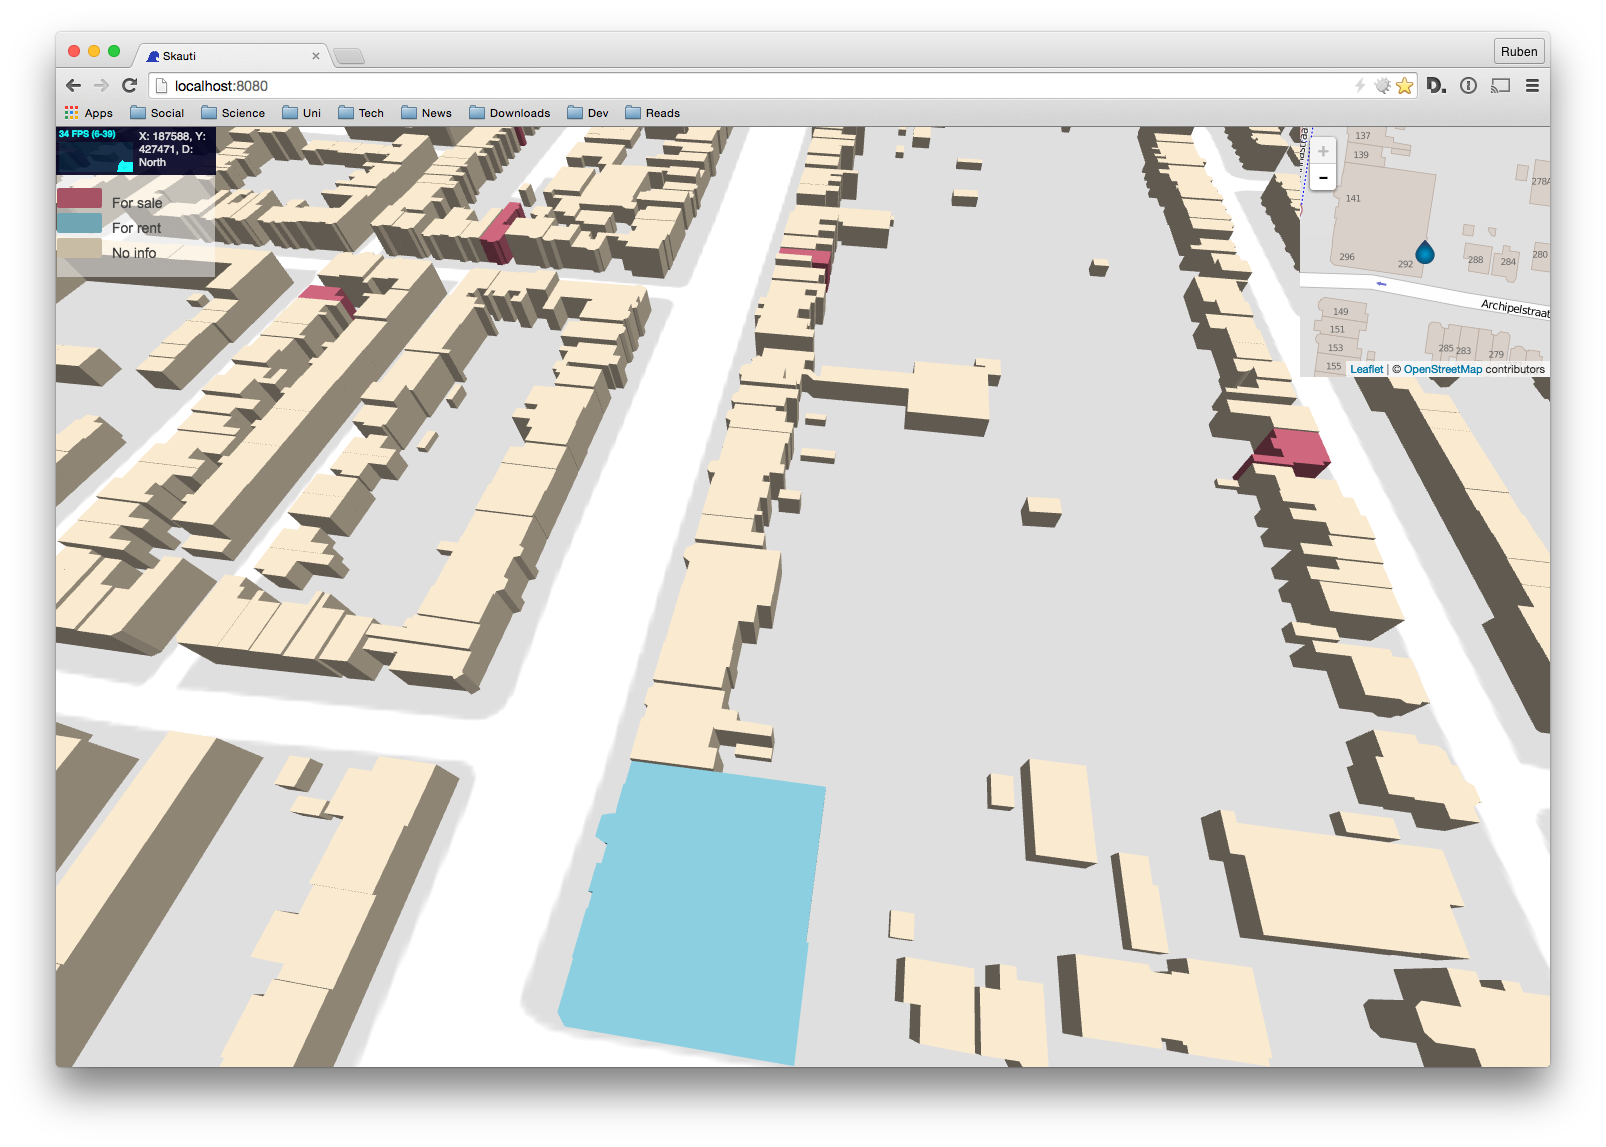 Skauti
Ruben
localhost:8080
Apps Social Science Uni Tech News Downloads Dev Reads
34 FPS (6-39)
X: 187588, Y:
427471, D:
North
For sale
For rent
No info
+
-
137
139
141
278A
296
292
288
284
280
Archipelstraat
149
151
153
155
285
283
279
Leaflet | © OpenStreetMap contributors